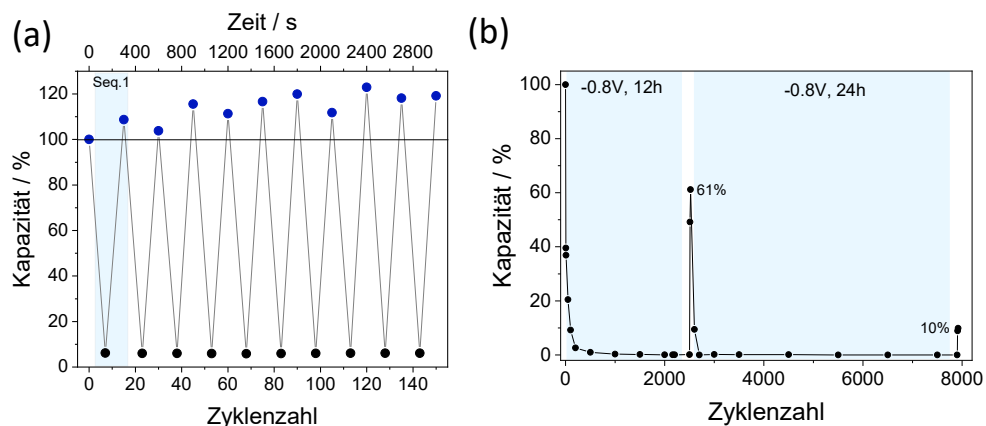 (a)
Zeit / s
0 400 800 1200 1600 2000 2400 2800
Seq.1
120
100
80
60
40
20
0
Kapazität / %
0 20 40 60 80 100 120 140
Zyklenzahl
(b)
-0.8V, 12h
-0.8V, 24h
100
80
60
40
20
0
Kapazität / %
61%
10%
0 2000 4000 6000 8000
Zyklenzahl